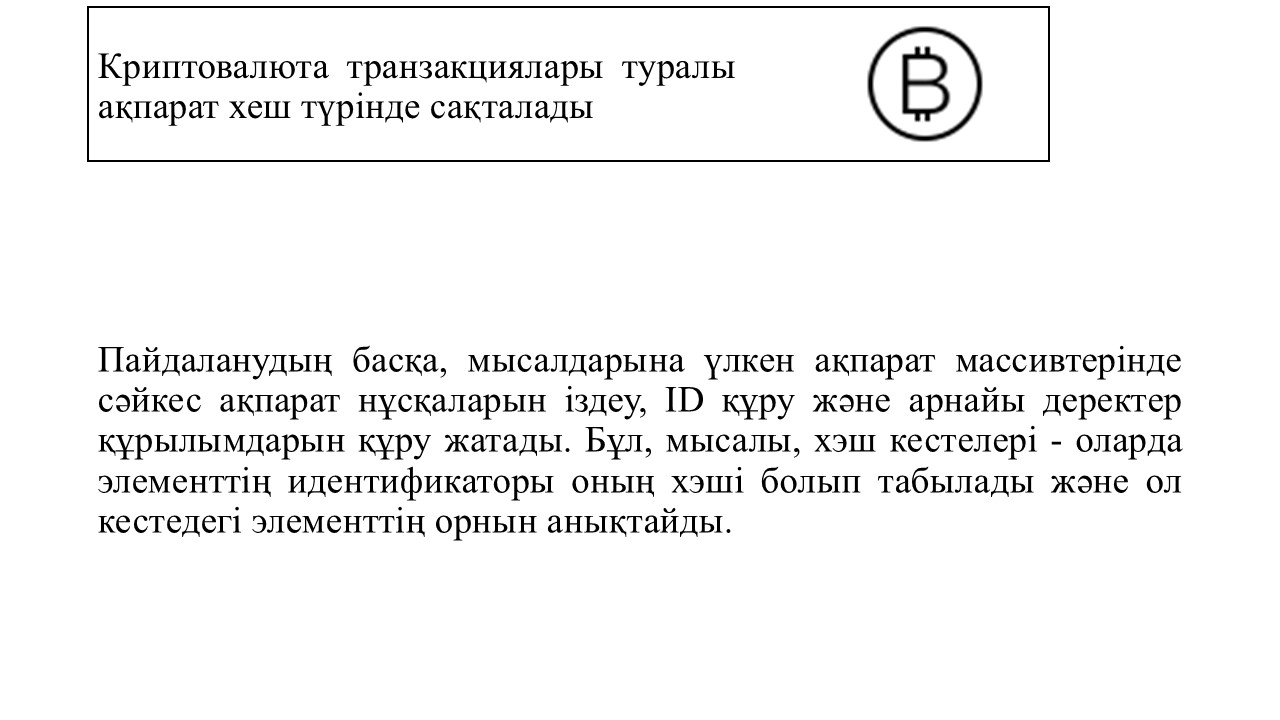 Криптовалюта транзакциялары туралы
ақпарат хеш түрінде сақталады
Пайдаланудың басқа, мысалдарына үлкен ақпарат массивтерінде
сәйкес ақпарат нұсқаларын іздеу, ID құру және арнайы деректер
құрылымдарын құру жатады. Бұл, мысалы, хэш кестелері - оларда
элементтің идентификаторы оның хэші болып табылады және ол
кестедегі элементтің орнын анықтайды.